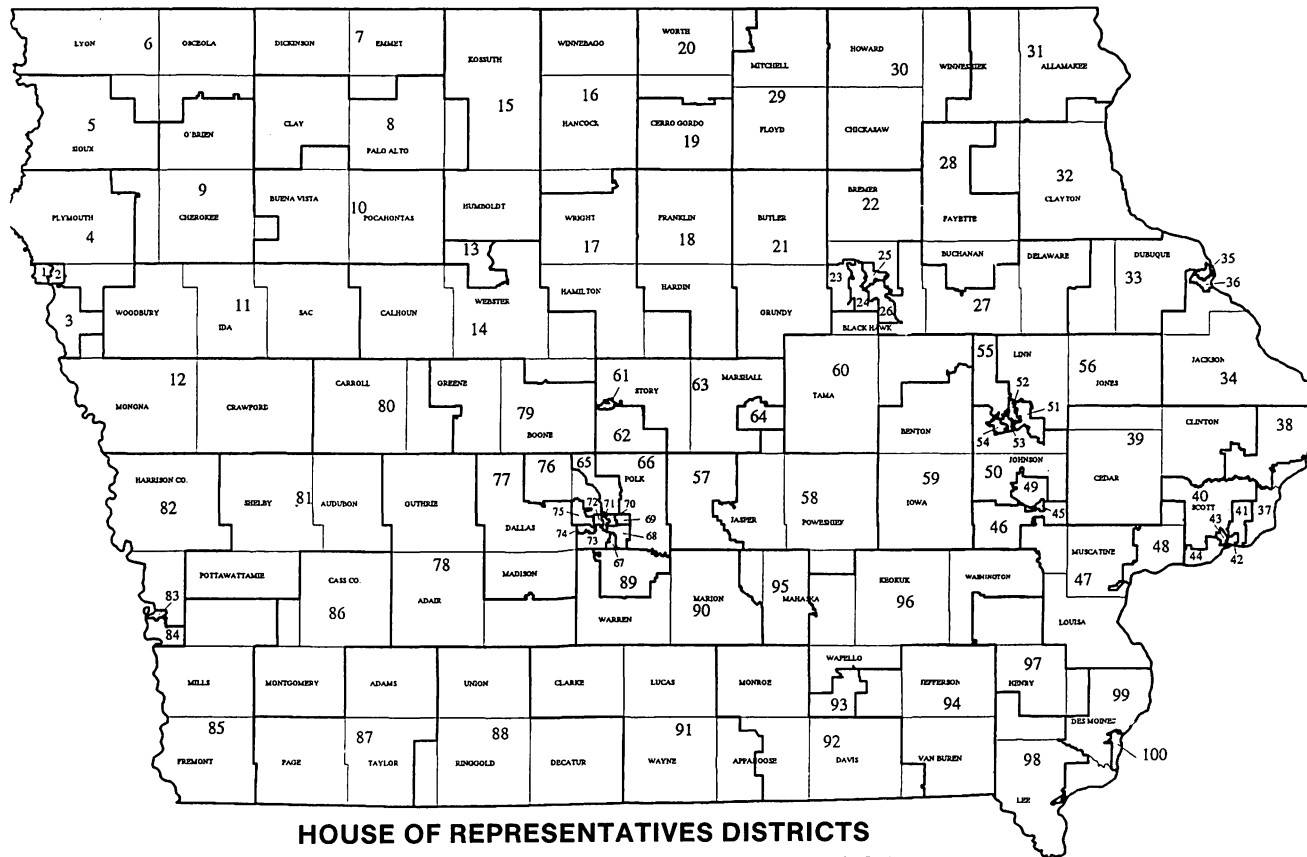 LYON 6 OSCEOLA DICKINSON 7 EMMET KOSSUTH WINNEBAGO WORTH 20 MITCHELL HOWARD 30 WINNESHIEK 31 ALLAMAKEE
5 SIOUX O'BRIEN CLAY 8 PALO ALTO 15 16 HANCOCK CERRO GORDO 19 29 FLOYD CHICKASAW 28 32 CLAYTON
PLYMOUTH 4 9 CHEROKEE BUENA VISTA 10 POCAHONTAS HUMBOLDT 13 WRIGHT 17 FRANKLIN 18 BUTLER 21 BREMER 22 FAYETTE
1 2 3 WOODBURY 11 IDA SAC CALHOUN WEBSTER 14 HAMILTON HARDIN GRUNDY 23 24 25 26 BLACK HAWK BUCHANAN 27 DELAWARE 33 DUBUQUE 35 36
12 MONONA CRAWFORD CARROLL 80 GREENE 79 BOONE 61 STORY 62 63 MARSHALL 64 60 TAMA BENTON 55 LINN 52 51 54 53 56 JONES JACKSON 34
HARRISON CO. 82 SHELBY 81 AUDUBON GUTHRIE 77 DALLAS 76 65 66 POLK 75 72 71 70 69 74 73 68 67 57 JASPER 58 POWESHIEF 59 IOWA 50 JOHNSON 49 46 45 39 CEDAR CLINTON 38 40 SCOTT 43 41 37 44 42
83 84 POTTAWATTAMIE CASS CO. 86 78 ADAIR MADISON 89 WARREN MARION 90 95 MAHASKA KEOKUK 96 WASHINGTON MUSCATINE 47 48 LOUISA
MILLS MONTGOMERY ADAMS UNION CLARKE LUCAS MONROE WAPELLO 93 JEFFERSON 94 97 HENRY 99 DES MOINES 100
85 FREMONT PAGE 87 TAYLOR 88 RINGGOLD DECATUR 91 WAYNE APPANOOSE 92 DAVIS VAN BUREN 98 LEE
HOUSE OF REPRESENTATIVES DISTRICTS